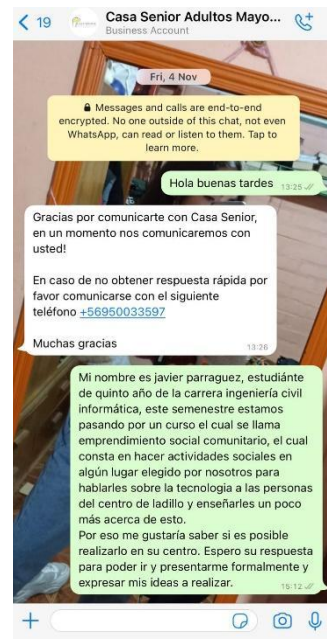 19
Casa Senior Adultos Mayo...
Business Account
Fri, 4 Nov
Messages and calls are end-to-end
encrypted. No one outside of this chat, not even
WhatsApp, can read or listen to them. Tap to
learn more.
Hola buenas tardes 13:25
Gracias por comunicarte con Casa Senior,
en un momento nos comunicaremos con
usted!
En caso de no obtener respuesta rápida por
favor comunicarse con el siguiente
teléfono +56950033597
Muchas gracias 13:26
Mi nombre es javier parraguez, estudiánte
de quinto año de la carrera ingeniería civil
informática, este semenestre estamos
pasando por un curso el cual se llama
emprendimiento social comunitario, el cual
consta en hacer actividades sociales en
algún lugar elegido por nosotros para
hablarles sobre la tecnologia a las personas
del centro de ladillo y enseñarles un poco
más acerca de esto.
Por eso me gustaría saber si es posible
realizarlo en su centro. Espero su respuesta
para poder ir y presentarme formalmente y
expresar mis ideas a realizar. 15:12